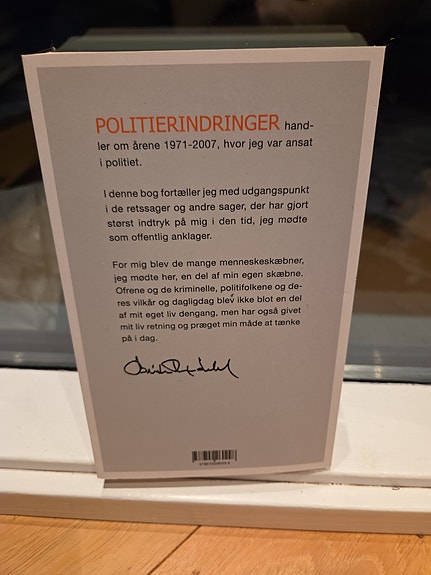 POLITIERINDRINGER hand-
ler om årene 1971-2007, hvor jeg var ansat
i politiet.
I denne bog fortæller jeg med udgangspunkt
i de retssager og andre sager, der har gjort
størst indtryk på mig i den tid, jeg mødte
som offentlig anklager.
For mig blev de mange menneskeskæbner,
jeg mødte her, en del af min egen skæbne.
Ofrene og de kriminelle, politifolkene og de-
res vilkår og dagligdag blev ikke blot en del
af mit eget liv dengang, men har også givet
mit liv retning og præget min måde at tænke
på i dag.